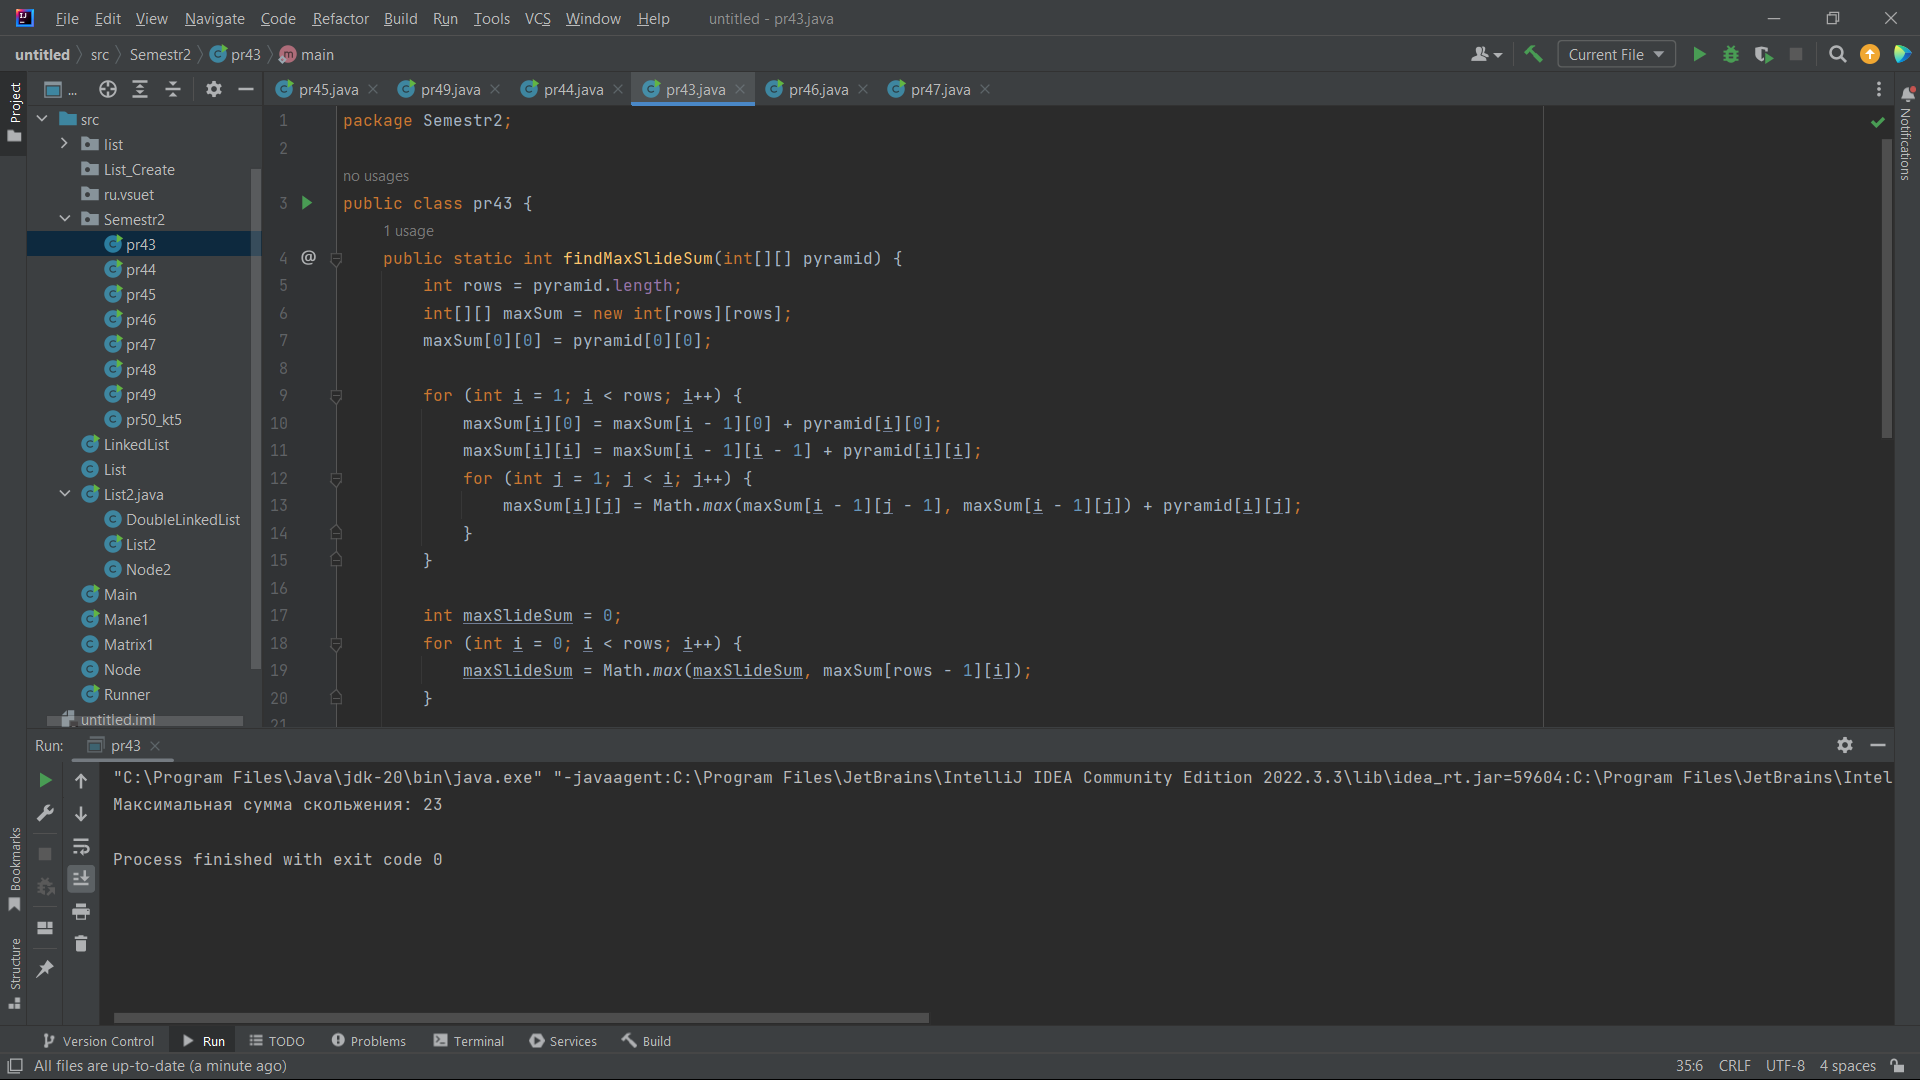 File Edit View Navigate Code Refactor Build Run Tools VCS Window Help untitled - pr43.java
untitled src Semestr2 pr43 main Current File
Project ... pr45.java pr49.java pr44.java pr43.java pr46.java pr47.java
Notifications
src
list
List_Create
ru.vsuet
Semestr2
pr43
pr44
pr45
pr46
pr47
pr48
pr49
pr50_kt5
LinkedList
List
List2.java
DoubleLinkedList
List2
Node2
Main
Mane1
Matrix1
Node
Runner
untitled.iml
1 package Semestr2;
2
no usages
3 public class pr43 {
1 usage
4 @ public static int findMaxSlideSum(int[][] pyramid) {
5 int rows = pyramid.length;
6 int[][] maxSum = new int[rows][rows];
7 maxSum[0][0] = pyramid[0][0];
8
9 for (int i = 1; i < rows; i++) {
10 maxSum[i][0] = maxSum[i - 1][0] + pyramid[i][0];
11 maxSum[i][i] = maxSum[i - 1][i - 1] + pyramid[i][i];
12 for (int j = 1; j < i; j++) {
13 maxSum[i][j] = Math.max(maxSum[i - 1][j - 1], maxSum[i - 1][j]) + pyramid[i][j];
14 }
15 }
16
17 int maxSlideSum = 0;
18 for (int i = 0; i < rows; i++) {
19 maxSlideSum = Math.max(maxSlideSum, maxSum[rows - 1][i]);
20 }
21
Run: pr43
"C:\Program Files\Java\jdk-20\bin\java.exe" "-javaagent:C:\Program Files\JetBrains\IntelliJ IDEA Community Edition 2022.3.3\lib\idea_rt.jar=59604:C:\Program Files\JetBrains\Intel
Максимальная сумма скольжения: 23
Process finished with exit code 0
Bookmarks
Structure
Version Control Run TODO Problems Terminal Services Build
All files are up-to-date (a minute ago) 35:6 CRLF UTF-8 4 spaces